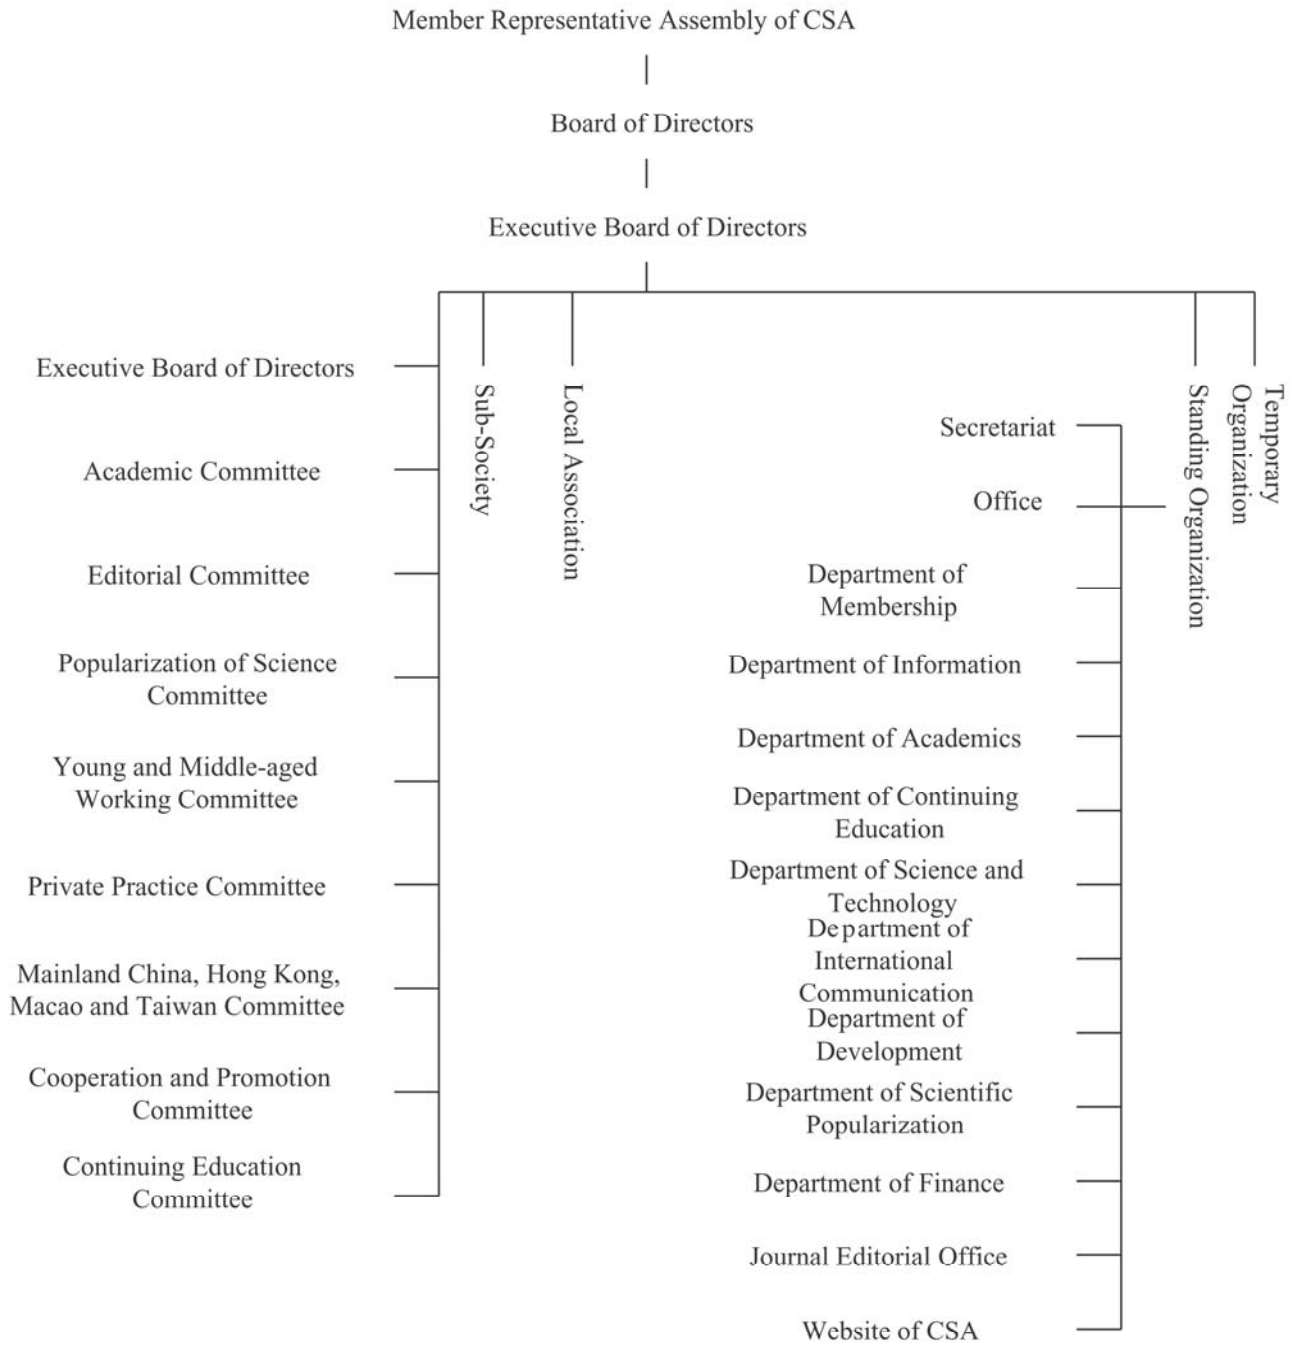 Member Representative Assembly of CSA
Board of Directors
Executive Board of Directors
Executive Board of Directors
Academic Committee
Editorial Committee
Popularization of Science
Committee
Young and Middle-aged
Working Committee
Private Practice Committee
Mainland China, Hong Kong,
Macao and Taiwan Committee
Cooperation and Promotion
Committee
Continuing Education
Committee
Sub-Society
Local Association
Secretariat
Office
Department of
Membership
Department of Information
Department of Academics
Department of Continuing
Education
Department of Science and
Technology
Department of
International
Communication
Department of
Development
Department of Scientific
Popularization
Department of Finance
Journal Editorial Office
Website of CSA
Standing Organization
Temporary
Organization